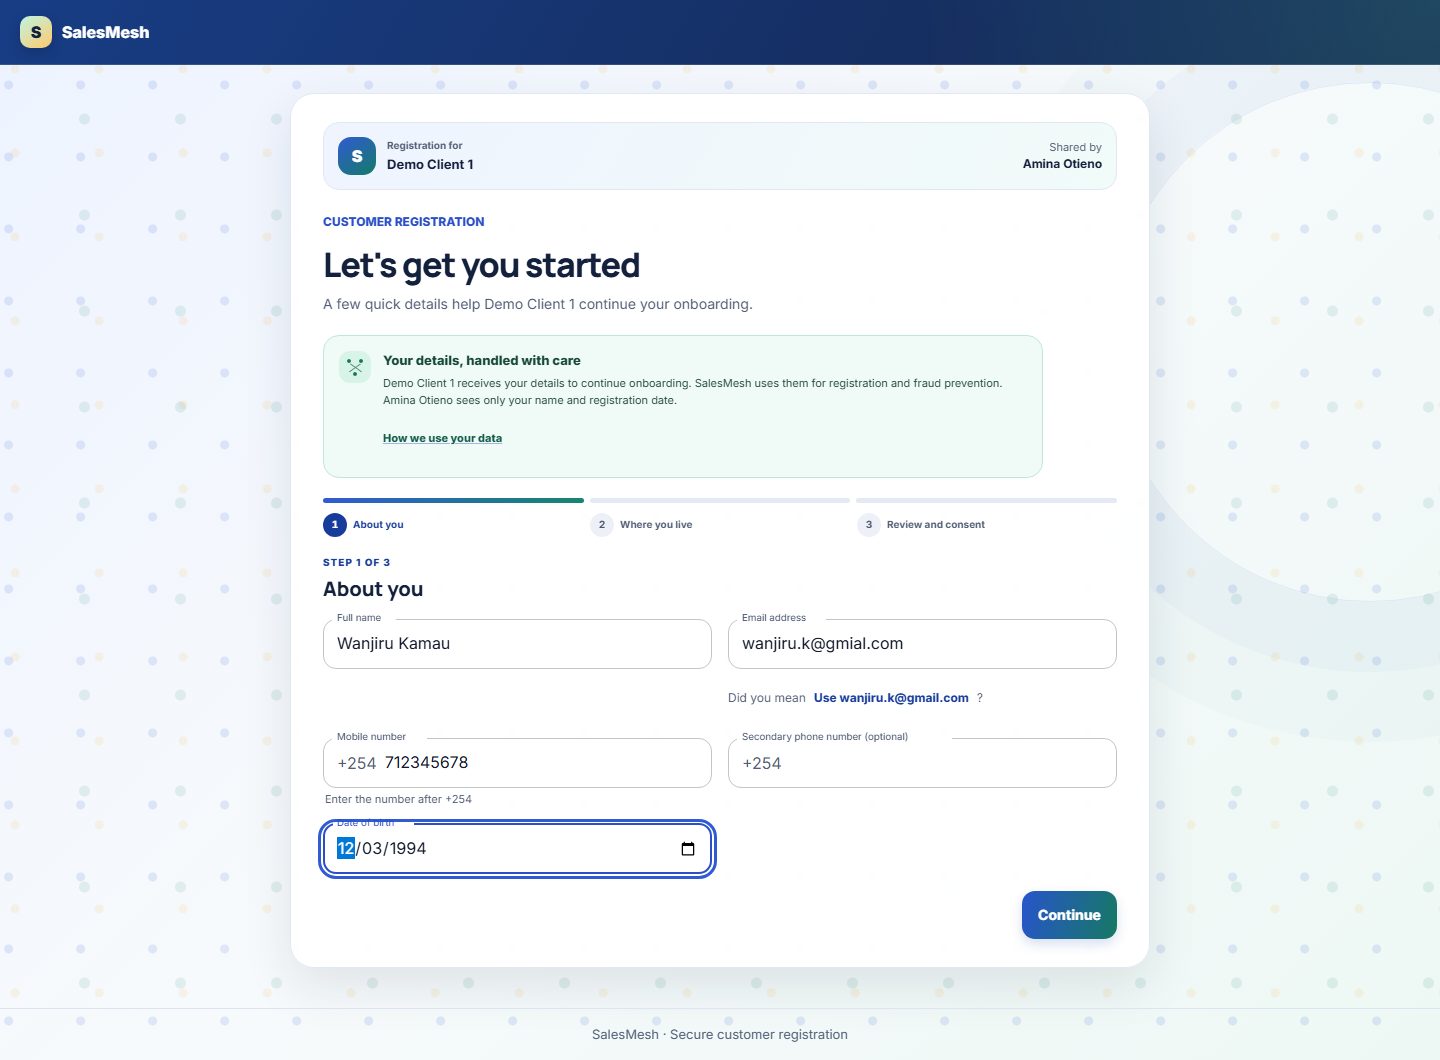 S SalesMesh
S
Registration for
Demo Client 1
Shared by
Amina Otieno
CUSTOMER REGISTRATION
Let's get you started
A few quick details help Demo Client 1 continue your onboarding.
Your details, handled with care
Demo Client 1 receives your details to continue onboarding. SalesMesh uses them for registration and fraud prevention.
Amina Otieno sees only your name and registration date.
How we use your data
1 About you
2 Where you live
3 Review and consent
STEP 1 OF 3
About you
Full name
Wanjiru Kamau
Email address
wanjiru.k@gmial.com
Did you mean Use wanjiru.k@gmail.com ?
Mobile number
+254 712345678
Enter the number after +254
Secondary phone number (optional)
+254
Date of birth
12/03/1994
Continue
SalesMesh · Secure customer registration